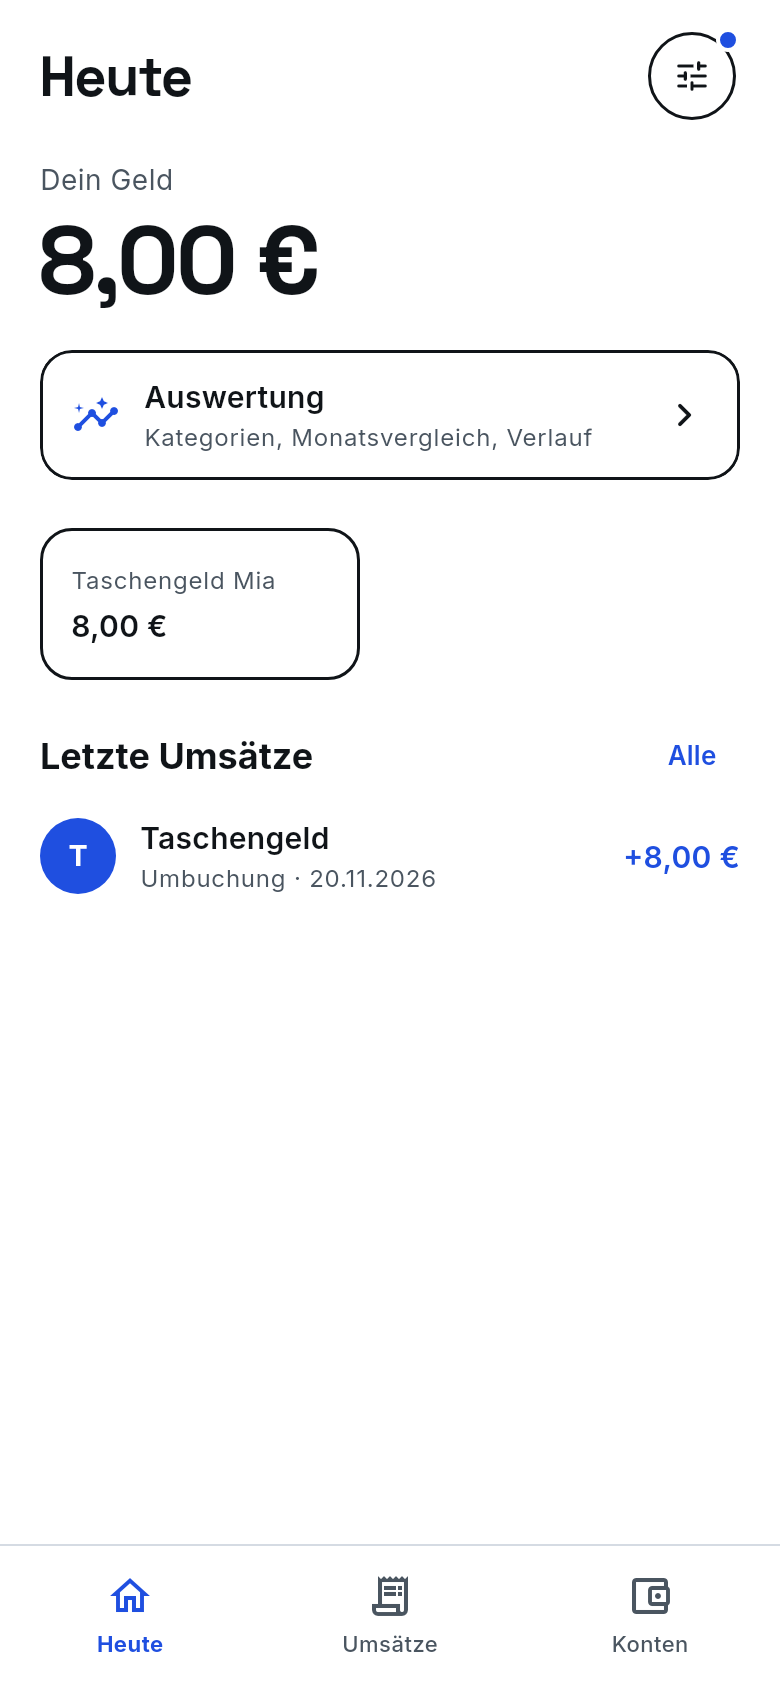 Heute
Dein Geld
8,00 €
Auswertung
Kategorien, Monatsvergleich, Verlauf
Taschengeld Mia
8,00 €
Letzte Umsätze
Alle
T
Taschengeld
Umbuchung · 20.11.2026
+8,00 €
Heute
Umsätze
Konten